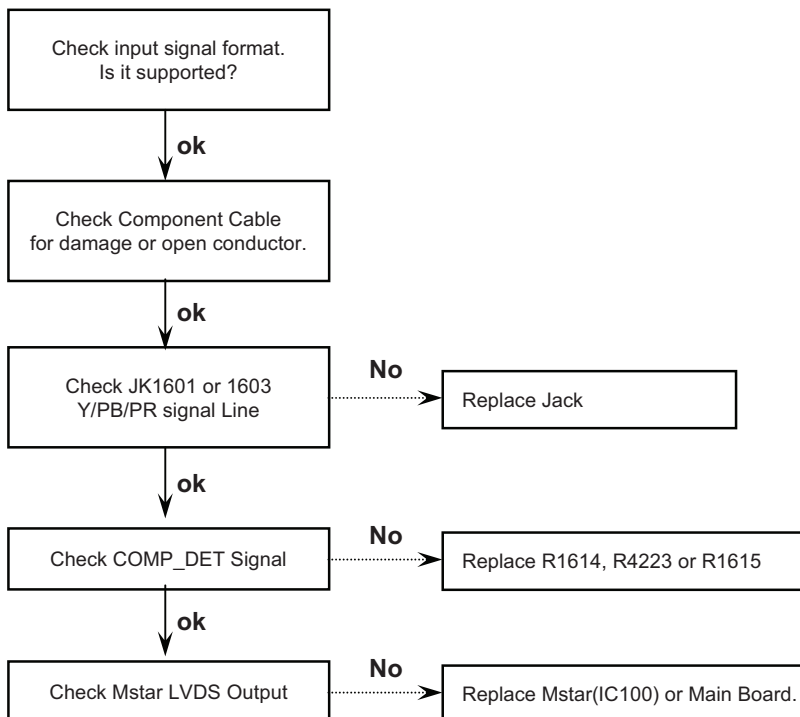 Check input signal format.
Is it supported?
ok
Check Component Cable
for damage or open conductor.
ok
Check JK1601 or 1603
Y/PB/PR signal Line
No
Replace Jack
ok
Check COMP_DET Signal
No
Replace R1614, R4223 or R1615
ok
Check Mstar LVDS Output
No
Replace Mstar(IC100) or Main Board.